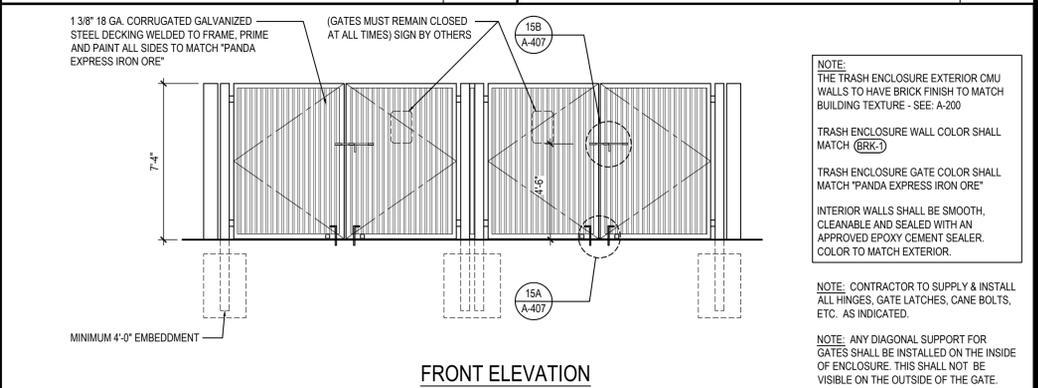 1 3/8" 18 GA. CORRUGATED GALVANIZED
STEEL DECKING WELDED TO FRAME, PRIME
AND PAINT ALL SIDES TO MATCH "PANDA
EXPRESS IRON ORE"
(GATES MUST REMAIN CLOSED
AT ALL TIMES) SIGN BY OTHERS
15B
A-407
7'-4"
4'-6"
15A
A-407
MINIMUM 4'-0" EMBEDDMENT
FRONT ELEVATION
NOTE:
THE TRASH ENCLOSURE EXTERIOR CMU
WALLS TO HAVE BRICK FINISH TO MATCH
BUILDING TEXTURE - SEE: A-200
TRASH ENCLOSURE WALL COLOR SHALL
MATCH BRK-1
TRASH ENCLOSURE GATE COLOR SHALL
MATCH "PANDA EXPRESS IRON ORE"
INTERIOR WALLS SHALL BE SMOOTH,
CLEANABLE AND SEALED WITH AN
APPROVED EPOXY CEMENT SEALER.
COLOR TO MATCH EXTERIOR.
NOTE: CONTRACTOR TO SUPPLY & INSTALL
ALL HINGES, GATE LATCHES, CANE BOLTS,
ETC. AS INDICATED.
NOTE: ANY DIAGONAL SUPPORT FOR
GATES SHALL BE INSTALLED ON THE INSIDE
OF ENCLOSURE. THIS SHALL NOT BE
VISIBLE ON THE OUTSIDE OF THE GATE.